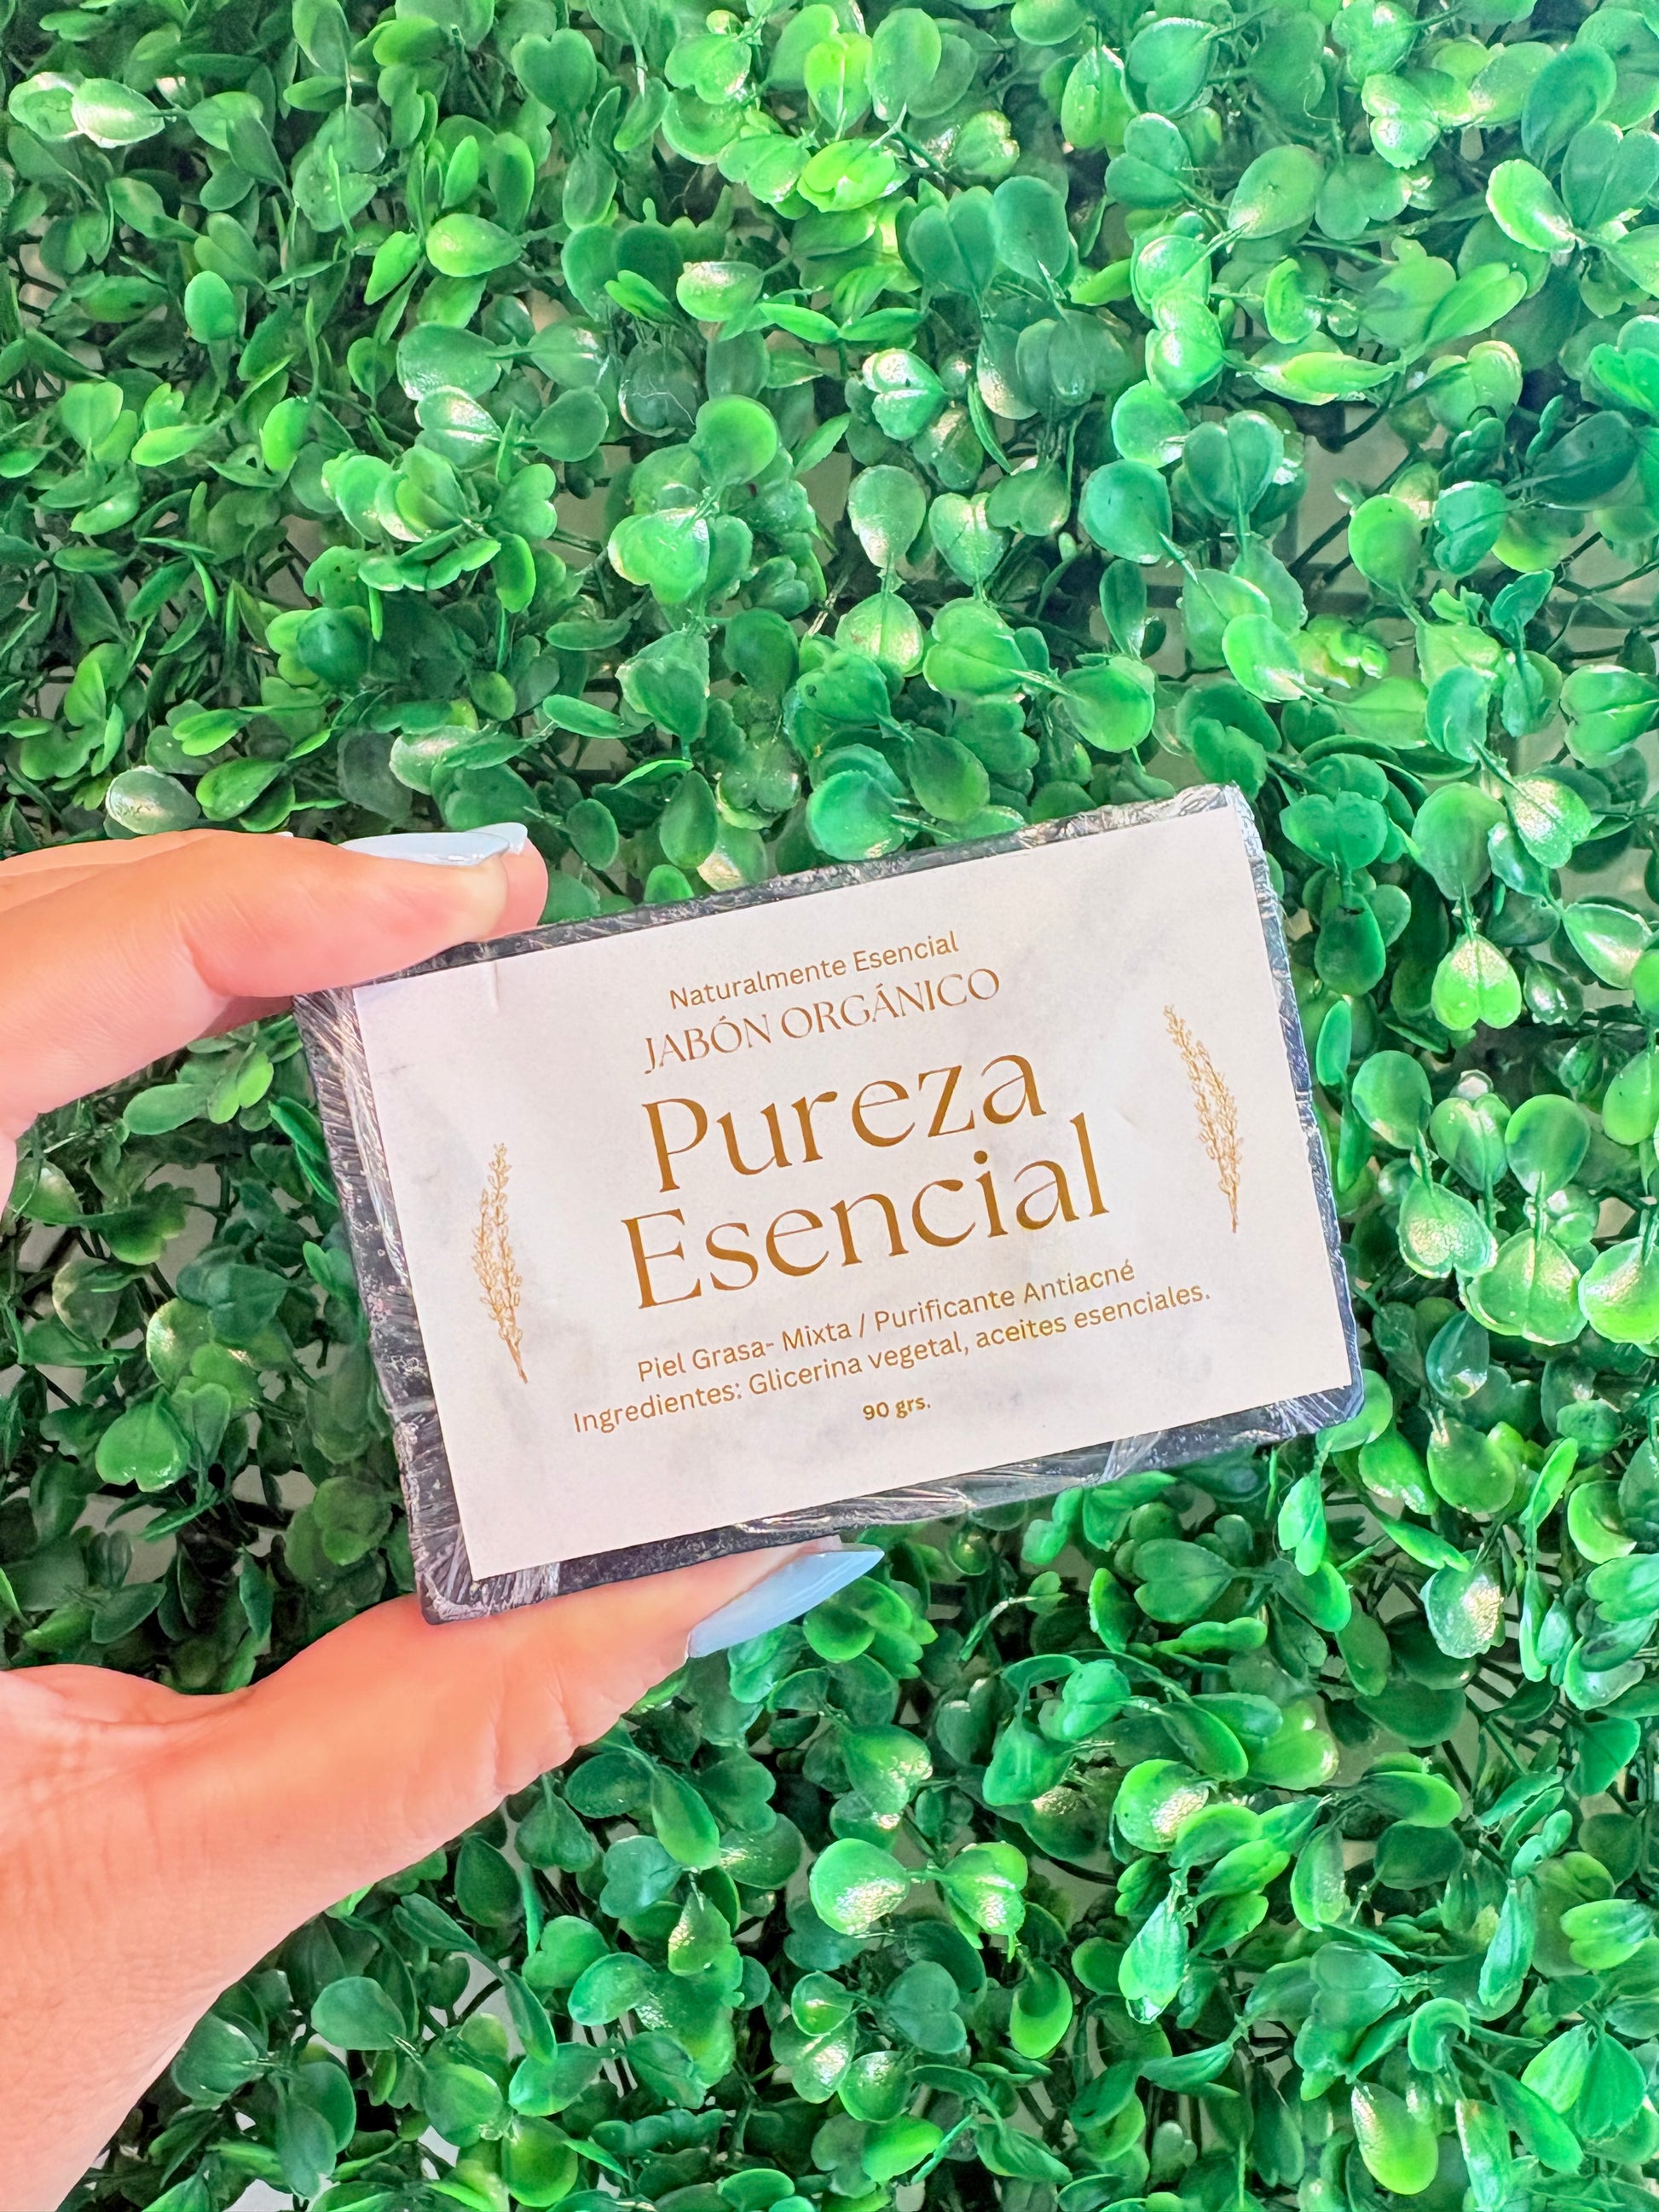 Naturalmente Esencial
JABÓN ORGÁNICO
Pureza
Esencial
Piel Grasa- Mixta / Purificante Antiacné
Ingredientes: Glicerina vegetal, aceites esenciales.
90 grs.